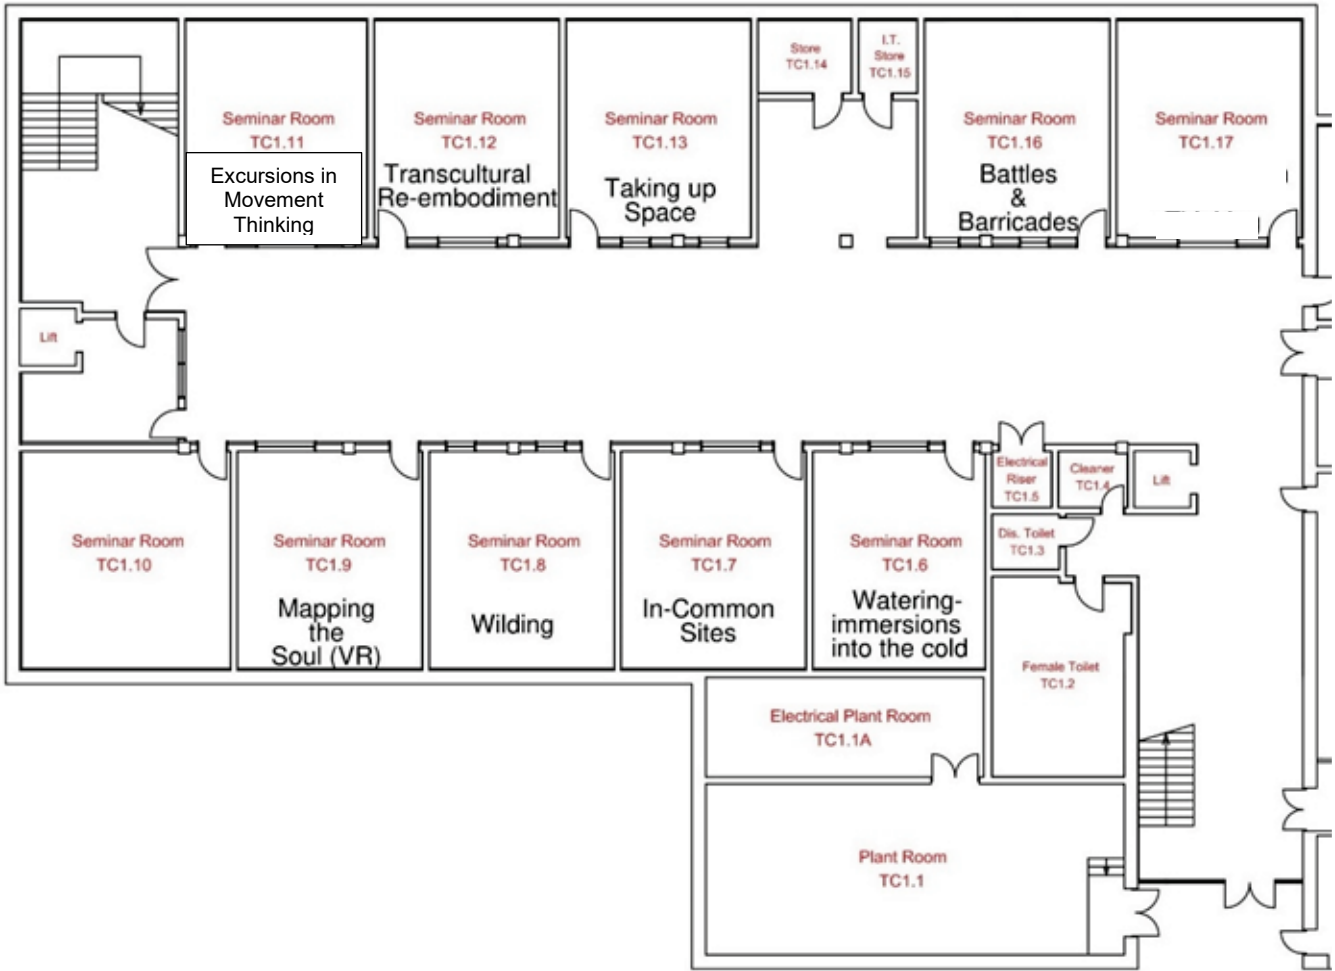 Seminar Room
TC1.11
Excursions in
Movement
Thinking
Seminar Room
TC1.12
Transcultural
Re-embodiment
Seminar Room
TC1.13
Taking up
Space
Store
TC1.14
I.T.
Store
TC1.15
Seminar Room
TC1.16
Battles
&
Barricades
Seminar Room
TC1.17
Lift
Seminar Room
TC1.10
Seminar Room
TC1.9
Mapping
the
Soul (VR)
Seminar Room
TC1.8
Wilding
Seminar Room
TC1.7
In-Common
Sites
Seminar Room
TC1.6
Watering-
immersions
into the cold
Electrical
Riser
TC1.5
Cleaner
TC1.4
Lift
Dis. Toilet
TC1.3
Female Toilet
TC1.2
Electrical Plant Room
TC1.1A
Plant Room
TC1.1